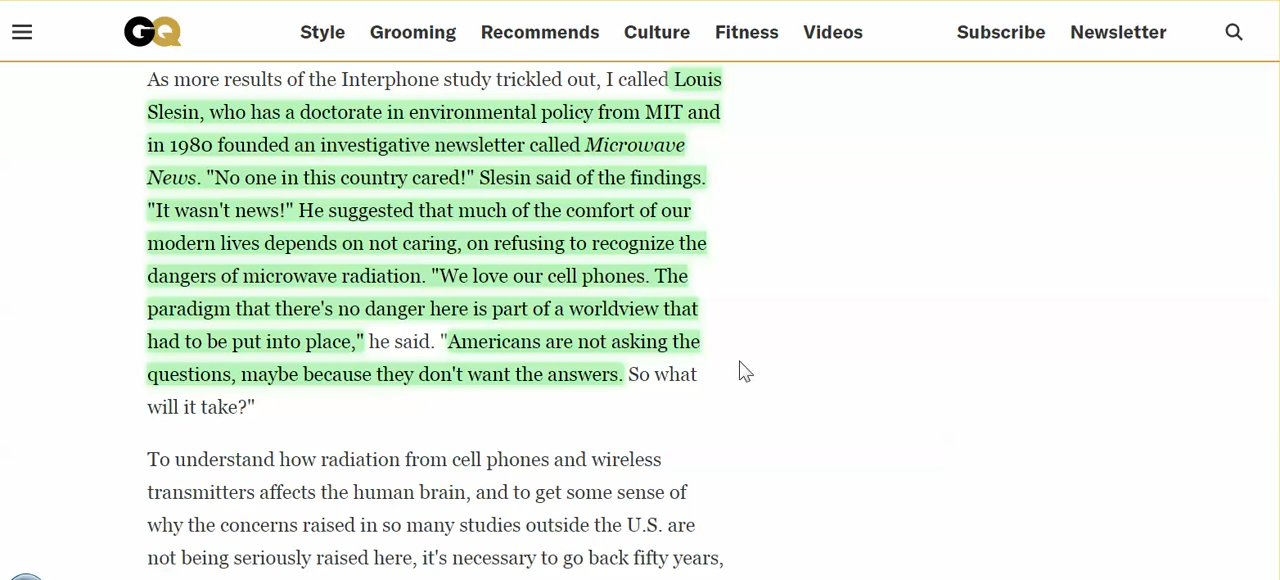 GQ
Style Grooming Recommends Culture Fitness Videos Subscribe Newsletter
As more results of the Interphone study trickled out, I called Louis
Slesin, who has a doctorate in environmental policy from MIT and
in 1980 founded an investigative newsletter called Microwave
News. "No one in this country cared!" Slesin said of the findings.
"It wasn't news!" He suggested that much of the comfort of our
modern lives depends on not caring, on refusing to recognize the
dangers of microwave radiation. "We love our cell phones. The
paradigm that there's no danger here is part of a worldview that
had to be put into place," he said. "Americans are not asking the
questions, maybe because they don't want the answers. So what
will it take?"
To understand how radiation from cell phones and wireless
transmitters affects the human brain, and to get some sense of
why the concerns raised in so many studies outside the U.S. are
not being seriously raised here, it's necessary to go back fifty years,